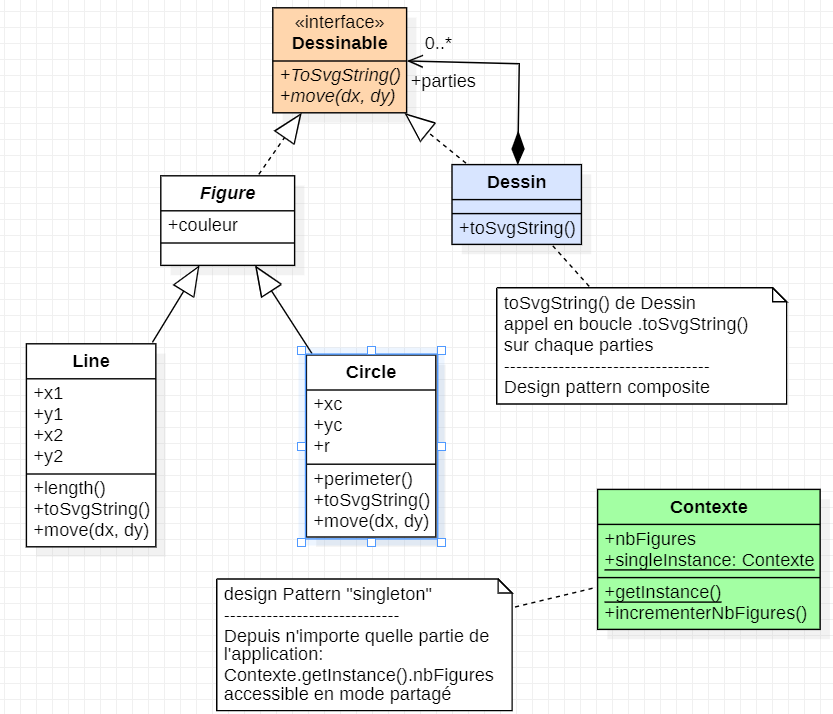 «interface»
Dessinable
+ToSvgString()
+move(dx, dy)
0..*
+parties
Figure
+couleur
Dessin
+toSvgString()
toSvgString() de Dessin
appel en boucle .toSvgString()
sur chaque parties
---------------------------------
Design pattern composite
Line
+x1
+y1
+x2
+y2
+length()
+toSvgString()
+move(dx, dy)
Circle
+xc
+yc
+r
+perimeter()
+toSvgString()
+move(dx, dy)
Contexte
+nbFigures
+singleInstance: Contexte
+getInstance()
+incrementerNbFigures()
design Pattern "singleton"
----------------------------
Depuis n'importe quelle partie de
l'application:
Contexte.getInstance().nbFigures
accessible en mode partagé